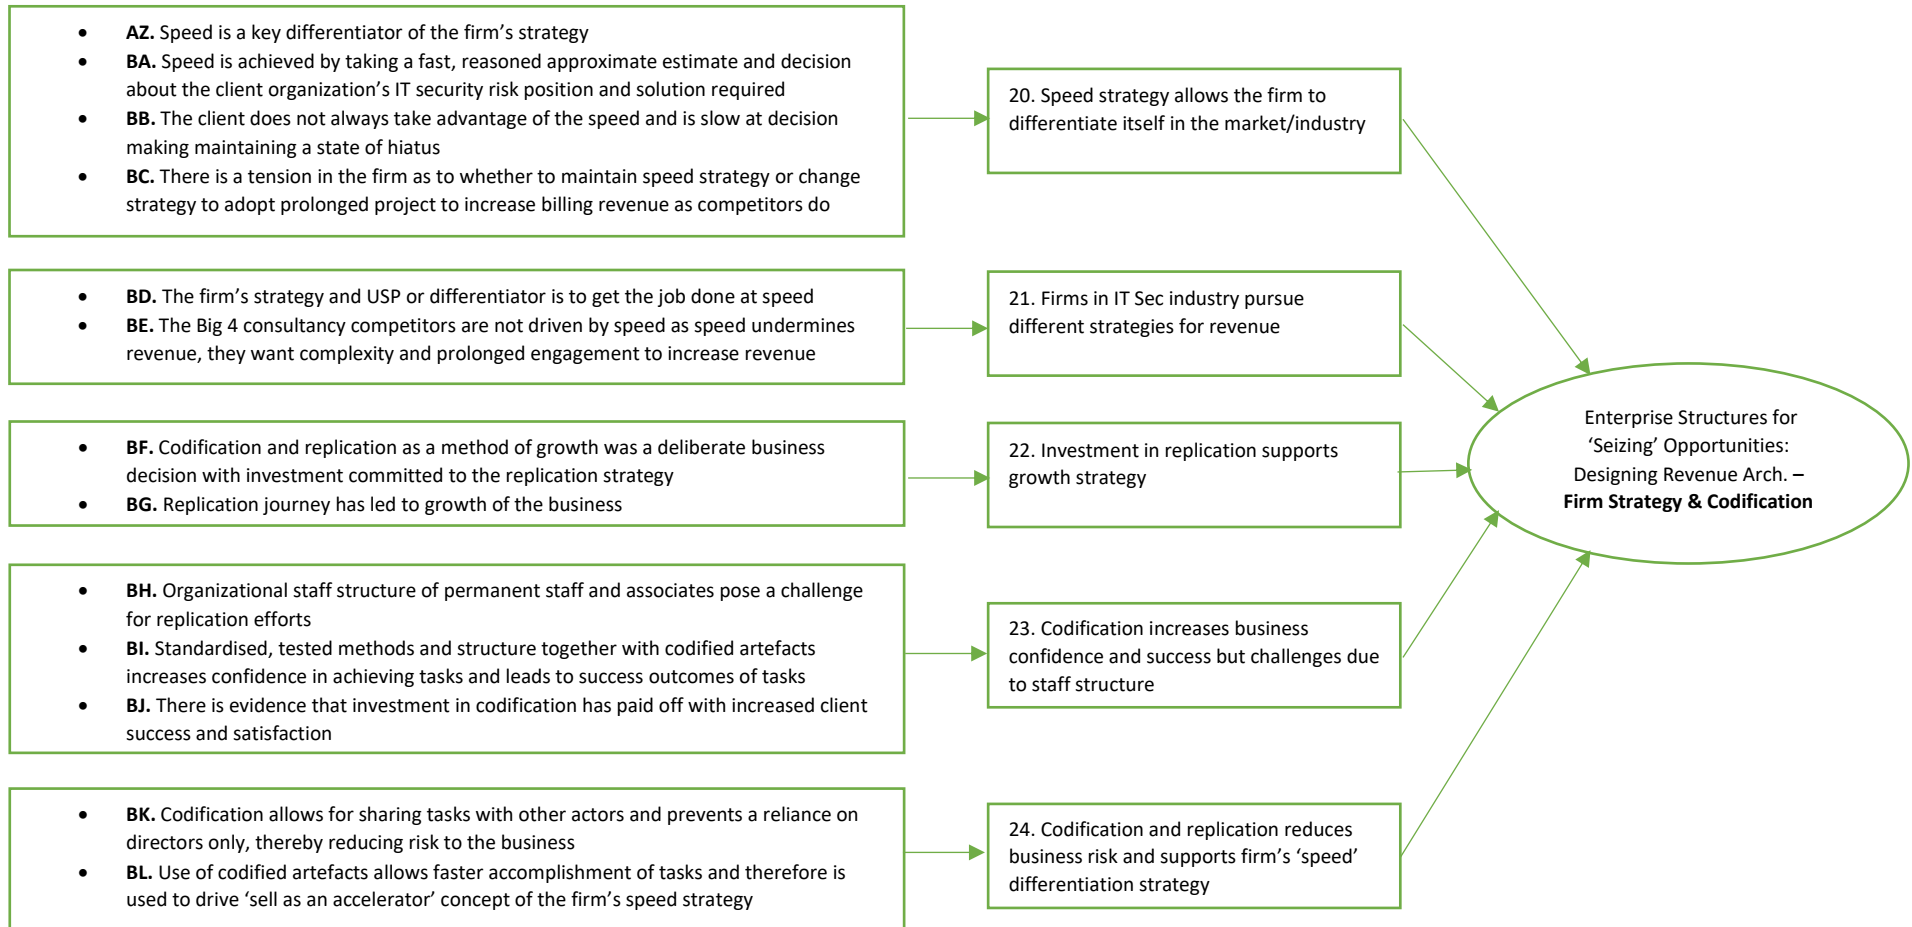 • AZ. Speed is a key differentiator of the firm's strategy
• BA. Speed is achieved by taking a fast, reasoned approximate estimate and decision
about the client organization's IT security risk position and solution required
• BB. The client does not always take advantage of the speed and is slow at decision
making maintaining a state of hiatus
• BC. There is a tension in the firm as to whether to maintain speed strategy or change
strategy to adopt prolonged project to increase billing revenue as competitors do
20. Speed strategy allows the firm to
differentiate itself in the market/industry
• BD. The firm's strategy and USP or differentiator is to get the job done at speed
• BE. The Big 4 consultancy competitors are not driven by speed as speed undermines
revenue, they want complexity and prolonged engagement to increase revenue
21. Firms in IT Sec industry pursue
different strategies for revenue
• BF. Codification and replication as a method of growth was a deliberate business
decision with investment committed to the replication strategy
• BG. Replication journey has led to growth of the business
22. Investment in replication supports
growth strategy
• BH. Organizational staff structure of permanent staff and associates pose a challenge
for replication efforts
• BI. Standardised, tested methods and structure together with codified artefacts
increases confidence in achieving tasks and leads to success outcomes of tasks
• BJ. There is evidence that investment in codification has paid off with increased client
success and satisfaction
23. Codification increases business
confidence and success but challenges due
to staff structure
• BK. Codification allows for sharing tasks with other actors and prevents a reliance on
directors only, thereby reducing risk to the business
• BL. Use of codified artefacts allows faster accomplishment of tasks and therefore is
used to drive 'sell as an accelerator' concept of the firm's speed strategy
24. Codification and replication reduces
business risk and supports firm's 'speed'
differentiation strategy
Enterprise Structures for
'Seizing' Opportunities:
Designing Revenue Arch. –
Firm Strategy & Codification